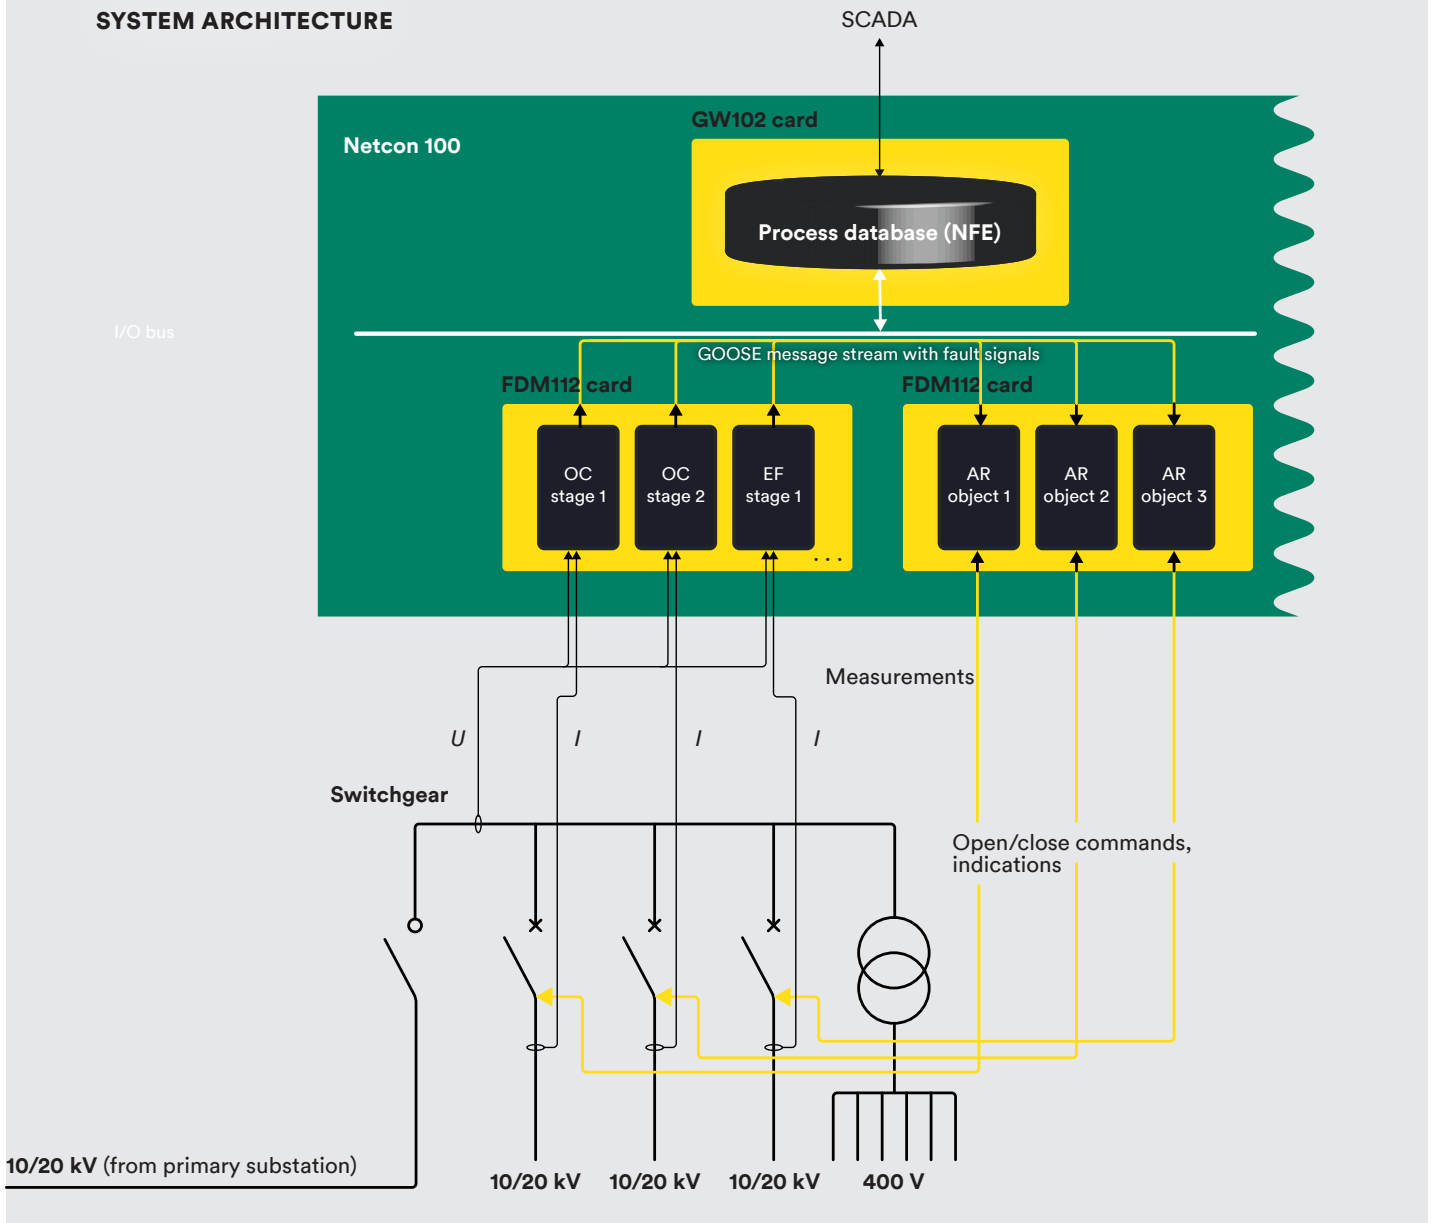 SYSTEM ARCHITECTURE
SCADA
GW102 card
Netcon 100
Process database (NFE)
I/O bus
GOOSE message stream with fault signals
FDM112 card
FDM112 card
OC
stage 1
OC
stage 2
EF
stage 1
. . .
AR
object 1
AR
object 2
AR
object 3
Measurements
U
I
I
I
Switchgear
Open/close commands,
indications
10/20 kV (from primary substation)
10/20 kV
10/20 kV
10/20 kV
400 V